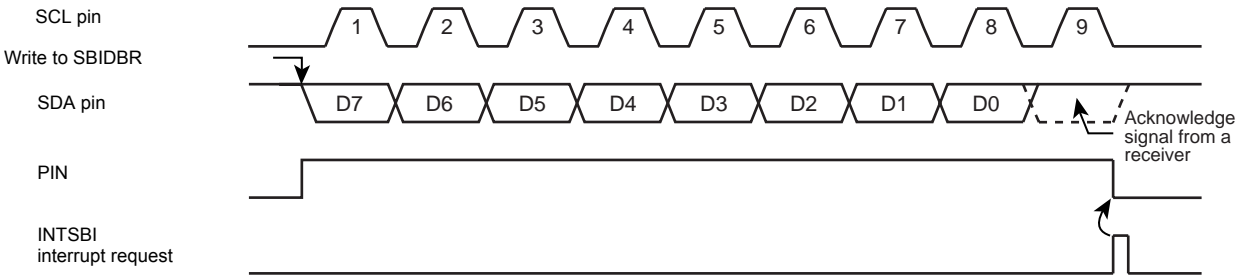 SCL pin
1 2 3 4 5 6 7 8 9
Write to SBIDBR
SDA pin
D7 D6 D5 D4 D3 D2 D1 D0
Acknowledge
signal from a
receiver
PIN
INTSBI
interrupt request